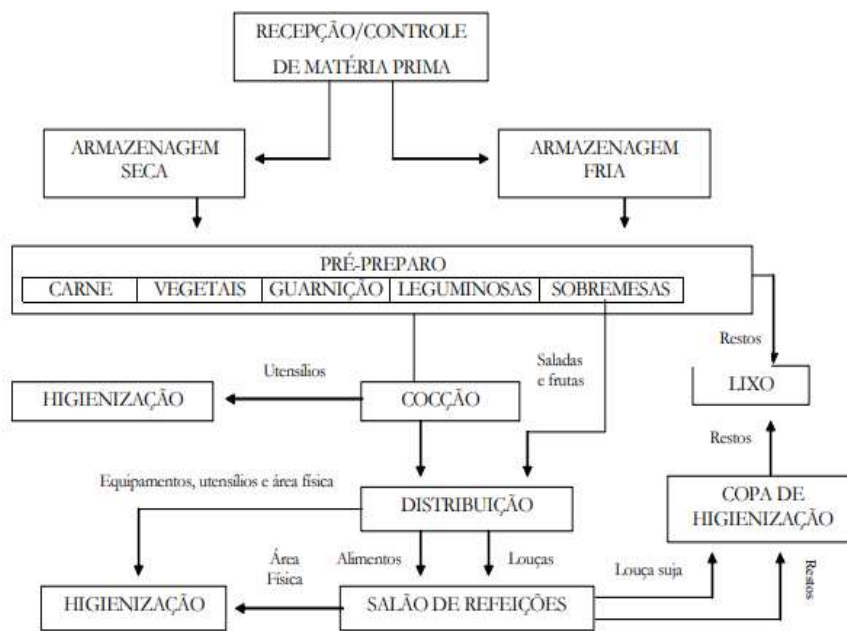 RECEPÇÃO/CONTROLE
DE MATÉRIA PRIMA
ARMAZENAGEM
SECA
ARMAZENAGEM
FRIA
PRÉ-PREPARO
CARNE VEGETAIS GUARNIÇÃO LEGUMINOSAS SOBREMESAS
Restos
Saladas
e frutas
Utensílios
LIXO
HIGIENIZAÇÃO
COCÇÃO
Restos
Equipamentos, utensílios e área física
DISTRIBUIÇÃO
COPA DE
HIGIENIZAÇÃO
Área
Física
Alimentos
Louças
Louça suja
Restos
HIGIENIZAÇÃO
SALÃO DE REFEIÇÕES